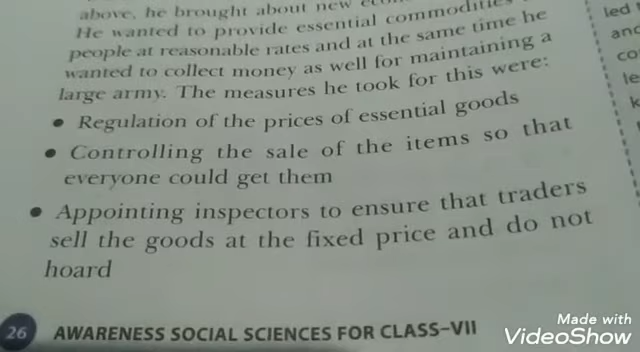 above, he brought about new
He wanted to provide essential commodities
people at reasonable rates and at the same time he
wanted to collect money as well for maintaining a
large army. The measures he took for this were:
• Regulation of the prices of essential goods
• Controlling the sale of the items so that
everyone could get them
• Appointing inspectors to ensure that traders
sell the goods at the fixed price and do not
hoard
26 AWARENESS SOCIAL SCIENCES FOR CLASS–VII
led
and
co
le
k
Made with
VideoShow